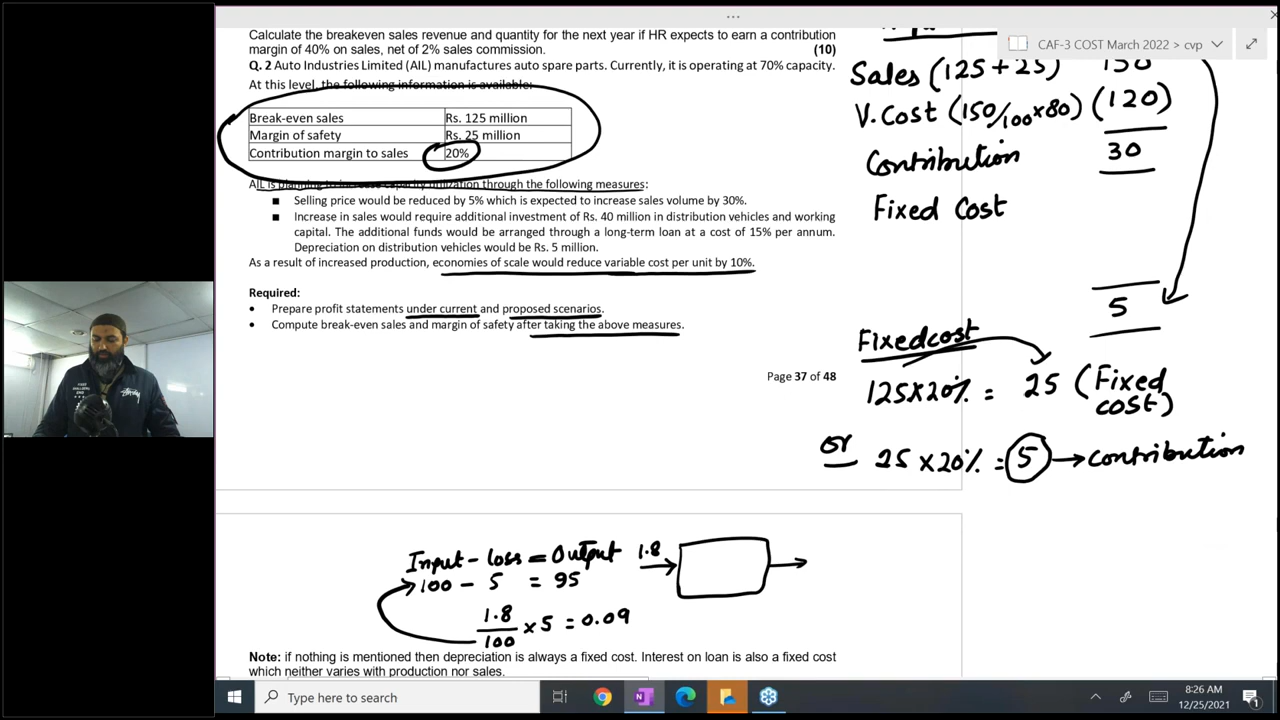 CAF-3 COST March 2022 > cvp
Calculate the breakeven sales revenue and quantity for the next year if HR expects to earn a contribution
margin of 40% on sales, net of 2% sales commission. (10)
Q. 2 Auto Industries Limited (AIL) manufactures auto spare parts. Currently, it is operating at 70% capacity.
At this level, the following information is available:
Break-even sales Rs. 125 million
Margin of safety Rs. 25 million
Contribution margin to sales 20%
AIL is planning to increase capacity utilization through the following measures:
■ Selling price would be reduced by 5% which is expected to increase sales volume by 30%.
■ Increase in sales would require additional investment of Rs. 40 million in distribution vehicles and working
capital. The additional funds would be arranged through a long-term loan at a cost of 15% per annum.
Depreciation on distribution vehicles would be Rs. 5 million.
As a result of increased production, economies of scale would reduce variable cost per unit by 10%.
Required:
• Prepare profit statements under current and proposed scenarios.
• Compute break-even sales and margin of safety after taking the above measures.
Page 37 of 48
Sales (125+25) 150
V.Cost (150/100×80) (120)
Contribution 30
Fixed Cost
5
Fixed cost
125×20% = 25 (Fixed
cost)
or 25×20% = 5 → contribution
Input - loss = Output 1.8
100 - 5 = 95
1.8
100 × 5 = 0.09
Note: if nothing is mentioned then depreciation is always a fixed cost. Interest on loan is also a fixed cost
which neither varies with production nor sales.
Type here to search
8:26 AM
12/25/2021